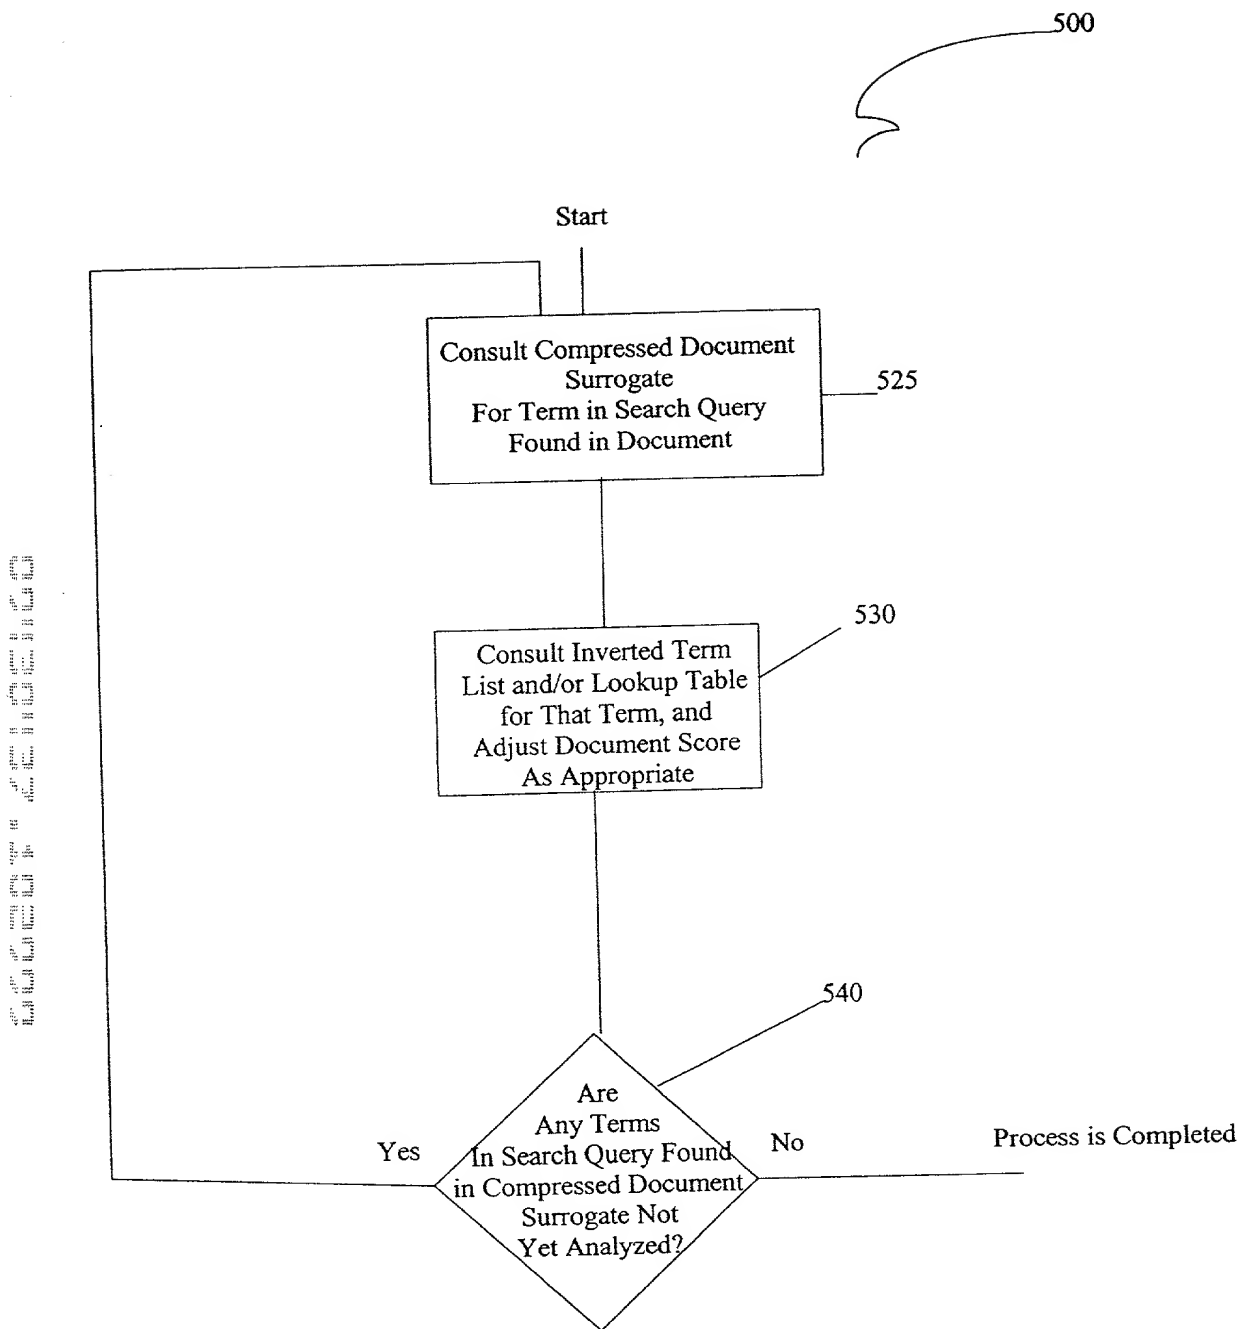 500
Start
Consult Compressed Document
Surrogate
For Term in Search Query
Found in Document
525
530
Consult Inverted Term
List and/or Lookup Table
for That Term, and
Adjust Document Score
As Appropriate
540
Are
Any Terms
In Search Query Found
in Compressed Document
Surrogate Not
Yet Analyzed?
Yes
No
Process is Completed